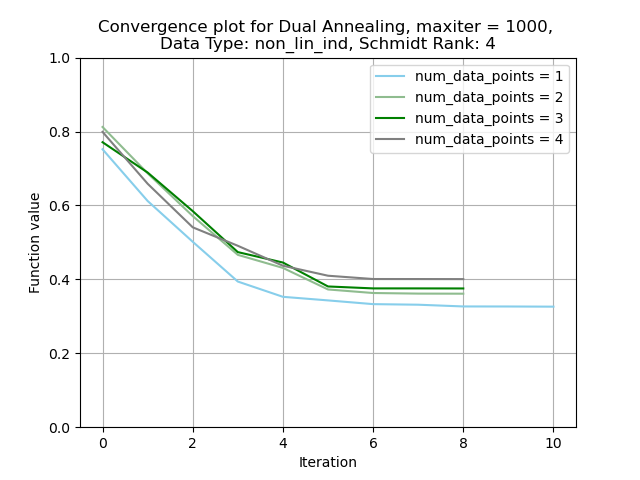 Convergence plot for Dual Annealing, maxiter = 1000,
Data Type: non_lin_ind, Schmidt Rank: 4
num_data_points = 1
num_data_points = 2
num_data_points = 3
num_data_points = 4
Function value
1.0
0.8
0.6
0.4
0.2
0.0
0 2 4 6 8 10
Iteration